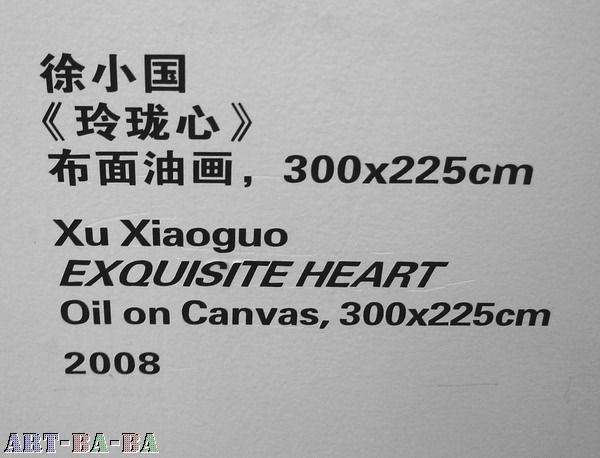 徐小国
《玲珑心》
布面油画，300x225cm
Xu Xiaoguo
EXQUISITE HEART
Oil on Canvas, 300x225cm
2008
ART-BA-BA